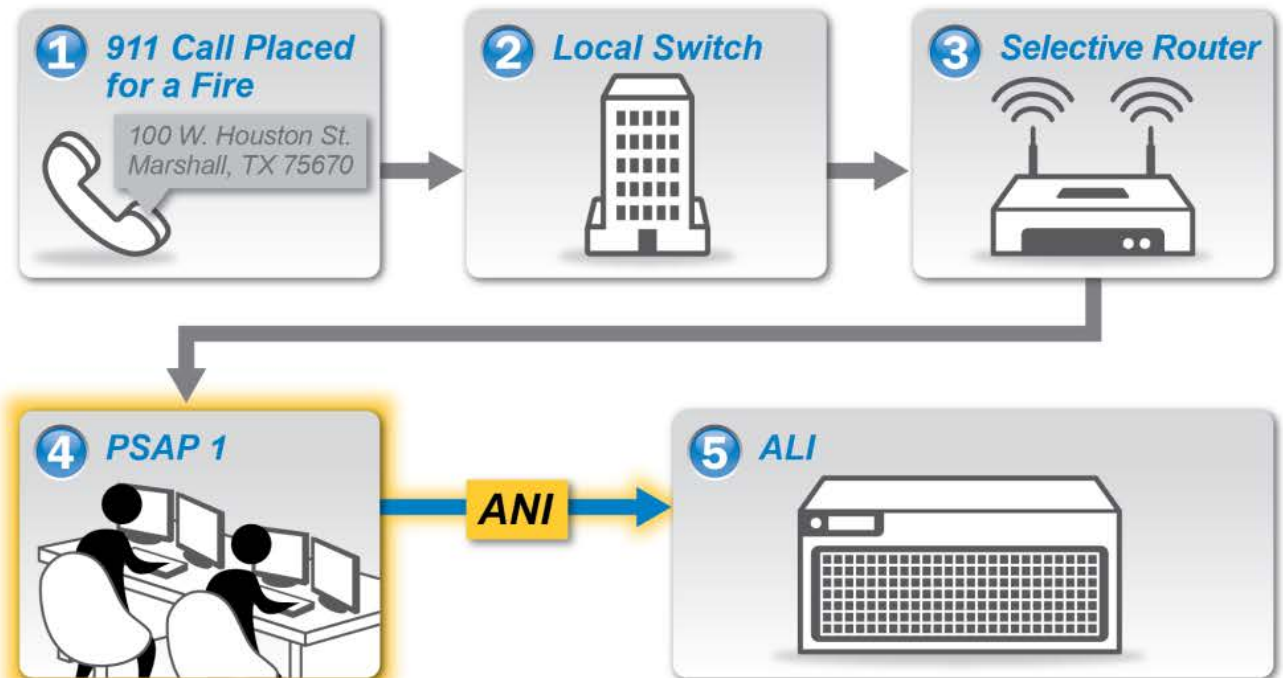 1 911 Call Placed
for a Fire
100 W. Houston St.
Marshall, TX 75670
2 Local Switch
3 Selective Router
4 PSAP 1
ANI
5 ALI